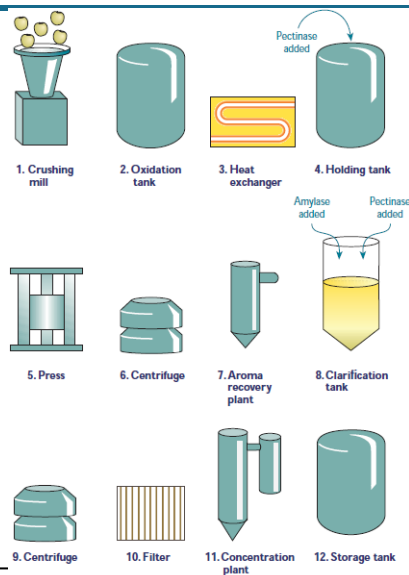 Pectinase
added
1. Crushing
mill
2. Oxidation
tank
3. Heat
exchanger
4. Holding tank
Amylase
added
Pectinase
added
5. Press
6. Centrifuge
7. Aroma
recovery
plant
8. Clarification
tank
9. Centrifuge
10. Filter
11. Concentration
plant
12. Storage tank